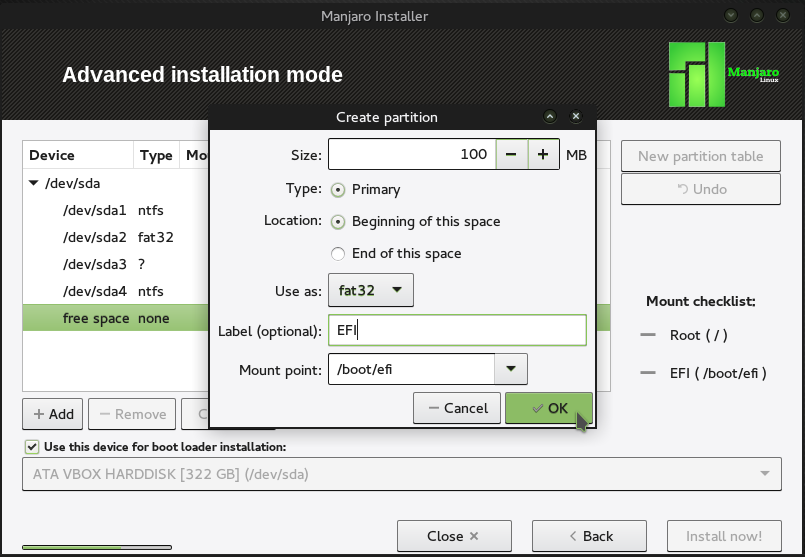 Manjaro Installer
Advanced installation mode
Manjaro
Linux
Create partition
Size: 100 MB
Type: Primary
Location: Beginning of this space
End of this space
Use as: fat32
Label (optional): EFI
Mount point: /boot/efi
Cancel OK
Device Type Mou
/dev/sda
/dev/sda1 ntfs
/dev/sda2 fat32
/dev/sda3 ?
/dev/sda4 ntfs
free space none
New partition table
Undo
Mount checklist:
Root ( / )
EFI ( /boot/efi )
Add Remove C
Use this device for boot loader installation:
ATA VBOX HARDDISK [322 GB] (/dev/sda)
Close Back Install now!